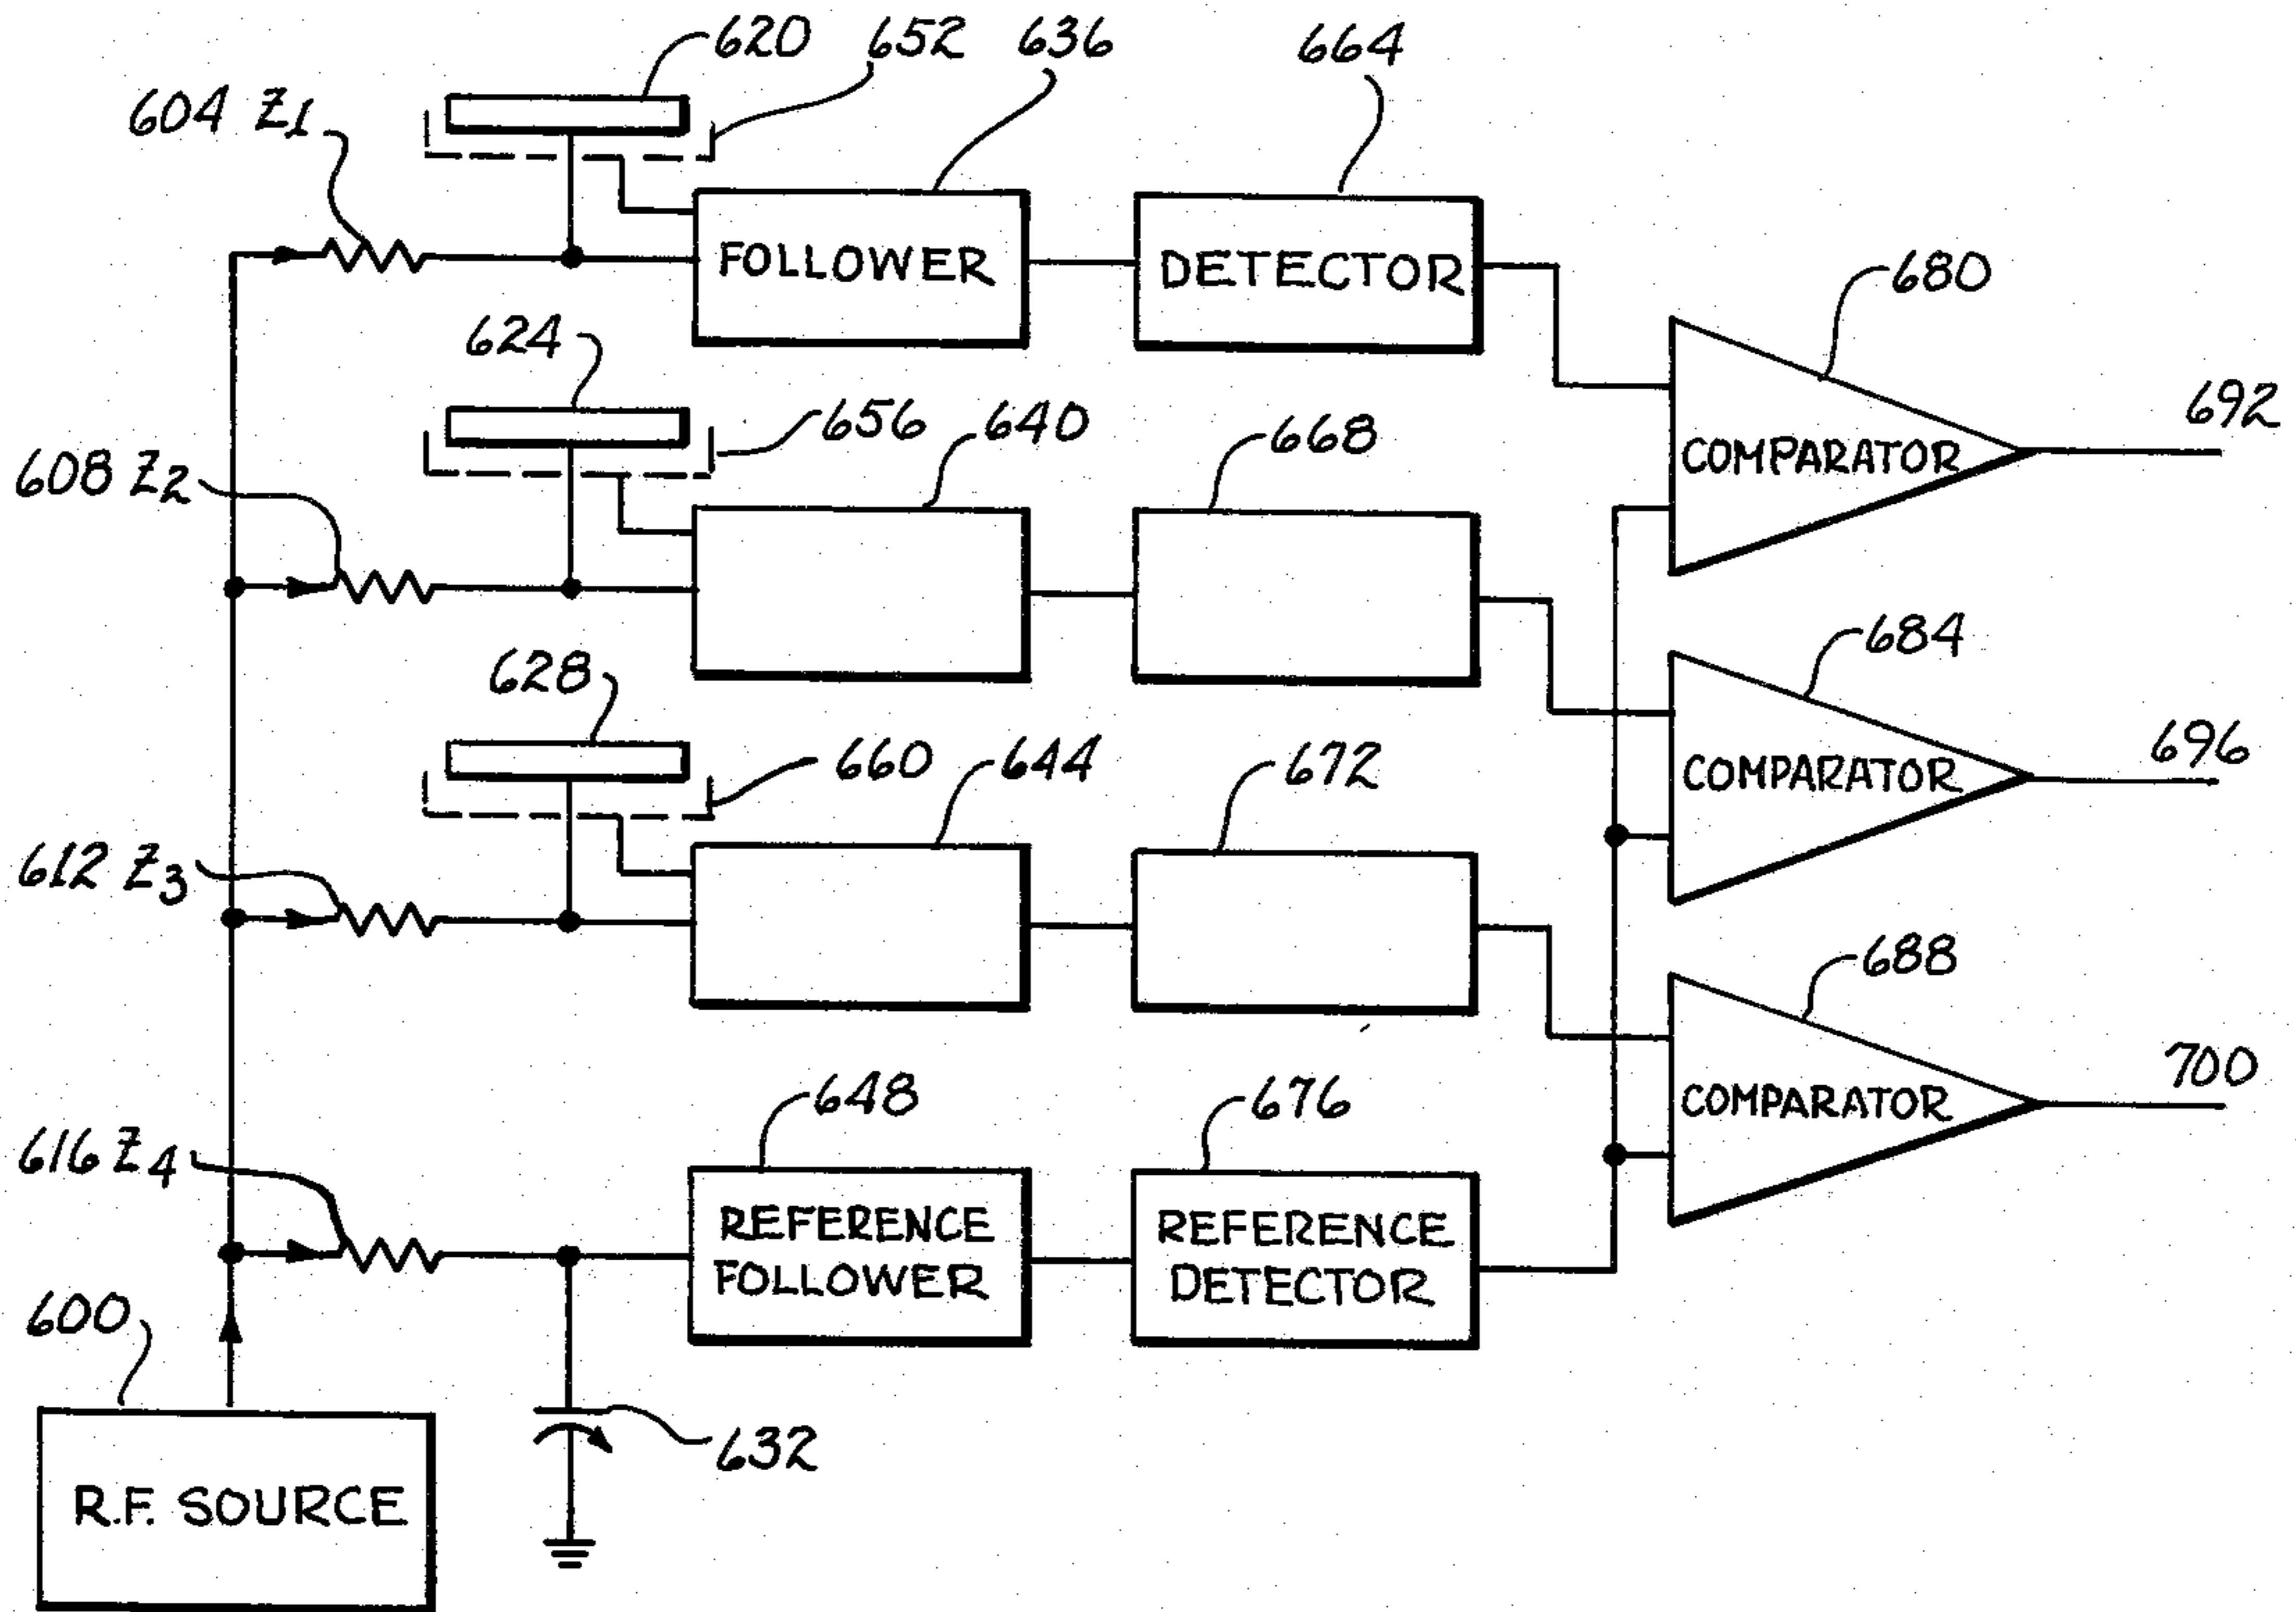 620
652
636
664
604 Z1
FOLLOWER
DETECTOR
680
624
656
640
668
692
COMPARATOR
608 Z2
684
628
660
644
672
696
COMPARATOR
612 Z3
688
648
676
700
COMPARATOR
616 Z4
REFERENCE
FOLLOWER
REFERENCE
DETECTOR
600
632
R.F. SOURCE